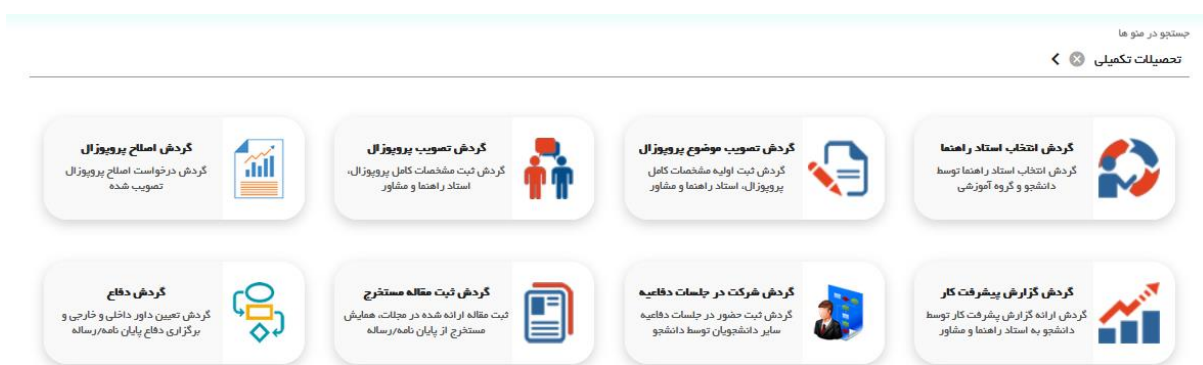 جستجو در منو ها
تحصیلات تکمیلی
گردش انتخاب استاد راهنما
گردش انتخاب استاد راهنما توسط
دانشجو و گروه آموزشی
گردش تصویب موضوع پروپوزال
گردش ثبت اولیه مشخصات کامل
پروپوزال، استاد راهنما و مشاور
گردش تصویب پروپوزال
گردش ثبت مشخصات کامل پروپوزال،
استاد راهنما و مشاور
گردش اصلاح پروپوزال
گردش درخواست اصلاح پروپوزال
تصویب شده
گردش گزارش پیشرفت کار
گردش ارائه گزارش پیشرفت کار توسط
دانشجو به استاد راهنما و مشاور
گردش شرکت در جلسات دفاعیه
گردش ثبت حضور در جلسات دفاعیه
سایر دانشجویان توسط دانشجو
گردش ثبت مقاله مستخرج
ثبت مقاله ارائه شده در مجلات، همایش
مستخرج از پایان نامه/رساله
گردش دفاع
گردش تعیین داور داخلی و خارجی و
برگزاری دفاع پایان نامه/رساله